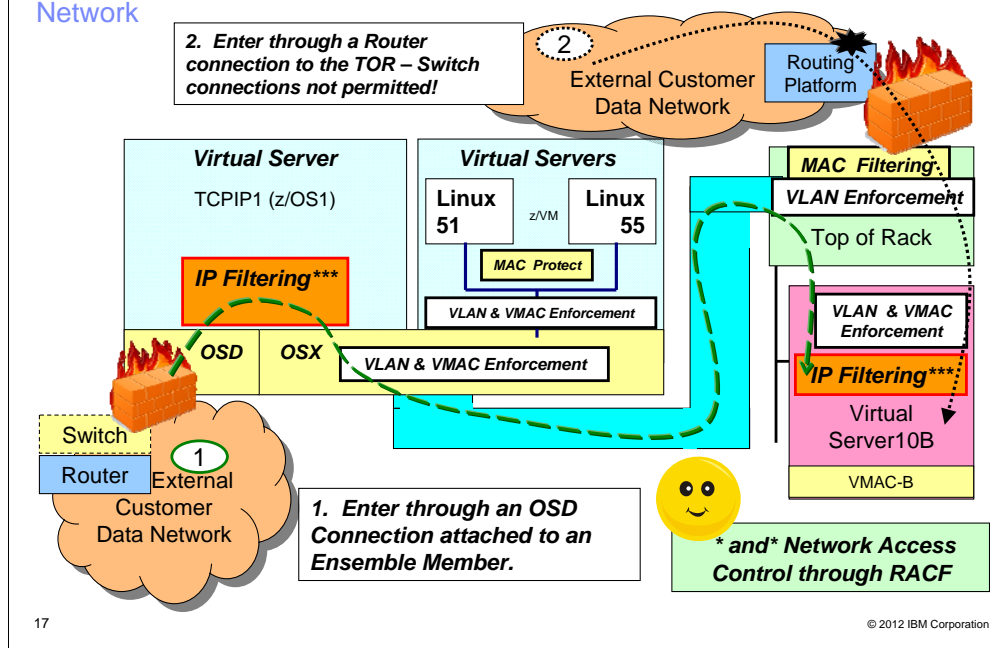 Network
2. Enter through a Router
connection to the TOR – Switch
connections not permitted!
2
External Customer
Data Network
Routing
Platform
Virtual Server
TCPIP1 (z/OS1)
IP Filtering***
Virtual Servers
Linux
51
z/VM
Linux
55
MAC Protect
VLAN & VMAC Enforcement
OSD
OSX
VLAN & VMAC Enforcement
MAC Filtering
VLAN Enforcement
Top of Rack
VLAN & VMAC
Enforcement
IP Filtering***
Virtual
Server10B
VMAC-B
Switch
Router
1
External
Customer
Data Network
1. Enter through an OSD
Connection attached to an
Ensemble Member.
* and* Network Access
Control through RACF
17
© 2012 IBM Corporation